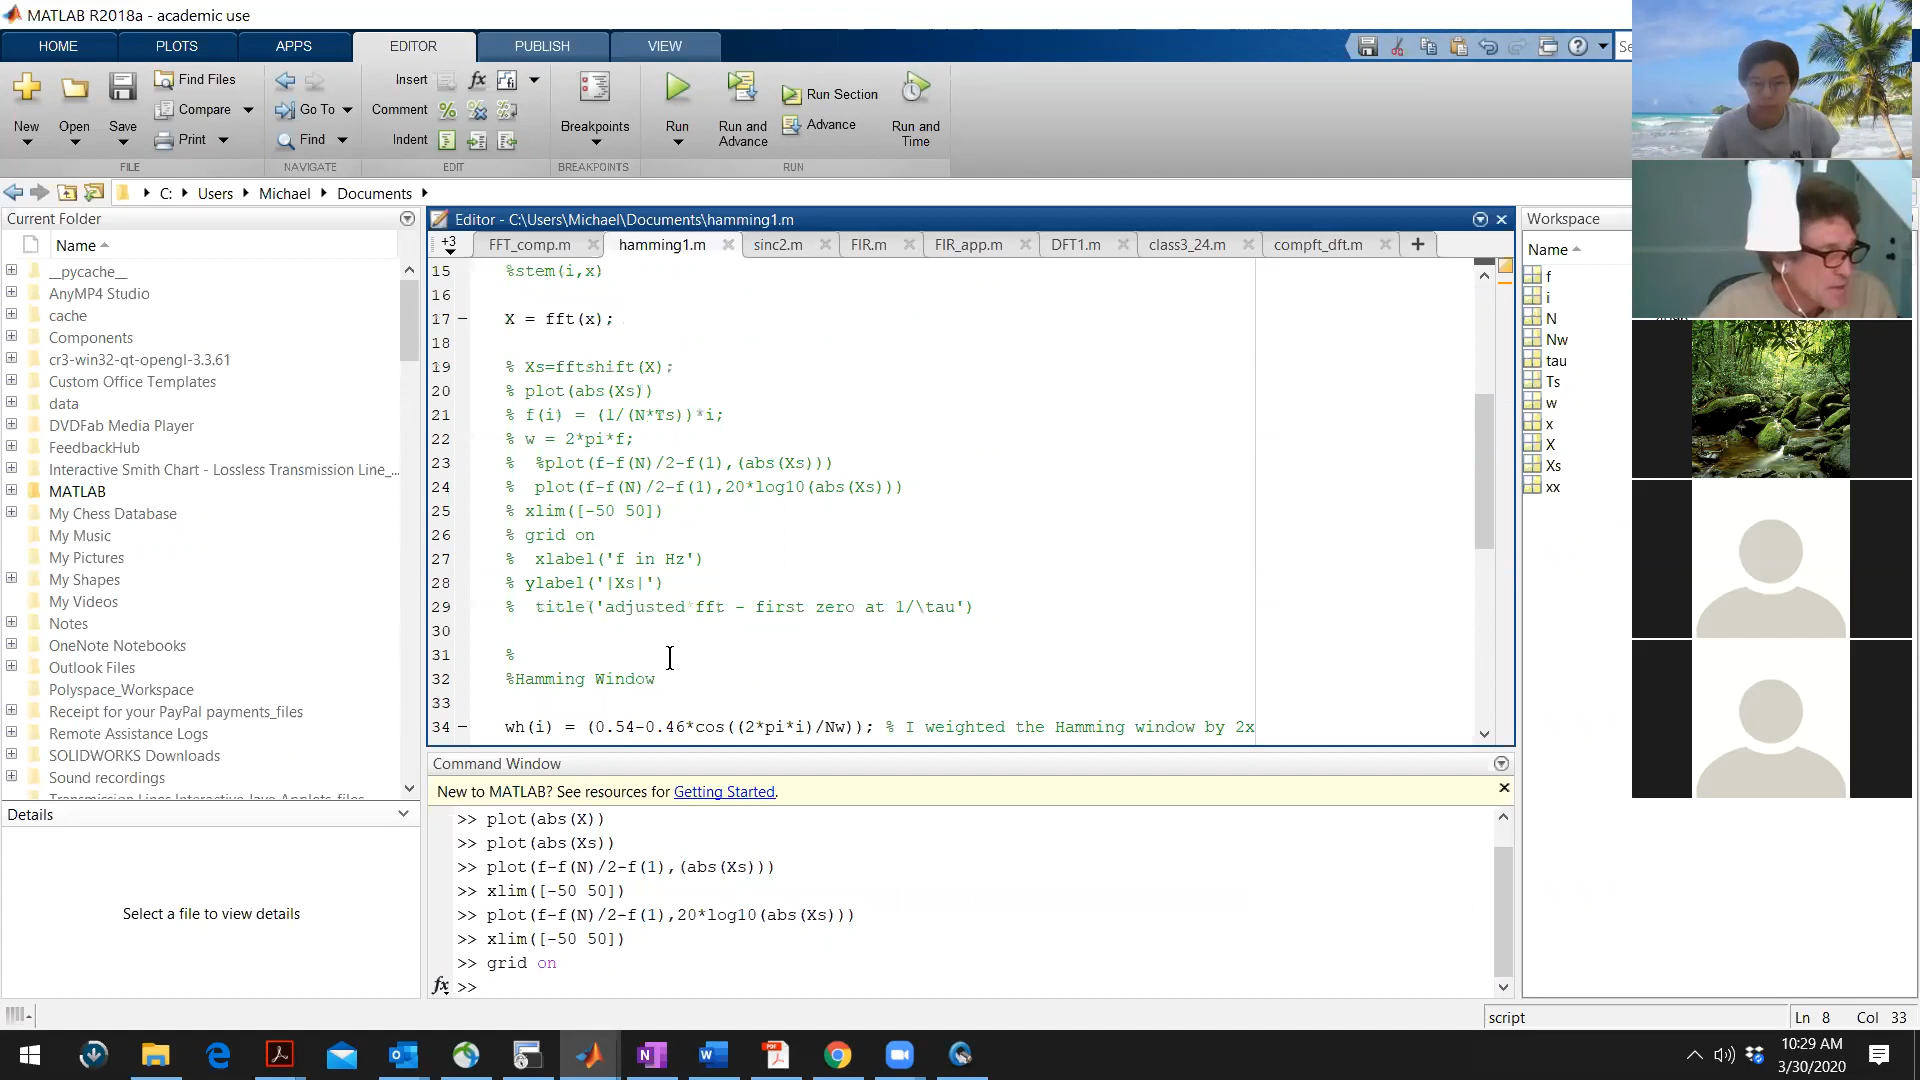 MATLAB R2018a - academic use
HOME PLOTS APPS EDITOR PUBLISH VIEW Se
Find Files Insert fx
New Open Save Compare Go To Comment Breakpoints Run Run and Advance Run Section Advance Run and Time
Print Find Indent
FILE NAVIGATE EDIT BREAKPOINTS RUN
C: Users Michael Documents
Current Folder
Name
__pycache__
AnyMP4 Studio
cache
Components
cr3-win32-qt-opengl-3.3.61
Custom Office Templates
data
DVDFab Media Player
FeedbackHub
Interactive Smith Chart - Lossless Transmission Line_...
MATLAB
My Chess Database
My Music
My Pictures
My Shapes
My Videos
Notes
OneNote Notebooks
Outlook Files
Polyspace_Workspace
Receipt for your PayPal payments_files
Remote Assistance Logs
SOLIDWORKS Downloads
Sound recordings
Transmission Lines Interactive Java Applets_files
Details
Select a file to view details
Editor - C:\Users\Michael\Documents\hamming1.m
+3 FFT_comp.m hamming1.m sinc2.m FIR.m FIR_app.m DFT1.m class3_24.m compft_dft.m +
15 %stem(i,x)
16
17 – X = fft(x);
18
19 % Xs=fftshift(X);
20 % plot(abs(Xs))
21 % f(i) = (1/(N*Ts))*i;
22 % w = 2*pi*f;
23 % %plot(f-f(N)/2-f(1),(abs(Xs)))
24 % plot(f-f(N)/2-f(1),20*log10(abs(Xs)))
25 % xlim([-50 50])
26 % grid on
27 % xlabel('f in Hz')
28 % ylabel('|Xs|')
29 % title('adjusted fft - first zero at 1/\tau')
30
31 %
32 %Hamming Window
33
34 – wh(i) = (0.54-0.46*cos((2*pi*i)/Nw)); % I weighted the Hamming window by 2x
Command Window
New to MATLAB? See resources for Getting Started.
>> plot(abs(X))
>> plot(abs(Xs))
>> plot(f-f(N)/2-f(1),(abs(Xs)))
>> xlim([-50 50])
>> plot(f-f(N)/2-f(1),20*log10(abs(Xs)))
>> xlim([-50 50])
>> grid on
fx >>
Workspace
Name
f
i
N
Nw
tau
Ts
w
x
X
Xs
xx
script Ln 8 Col 33
10:29 AM
3/30/2020